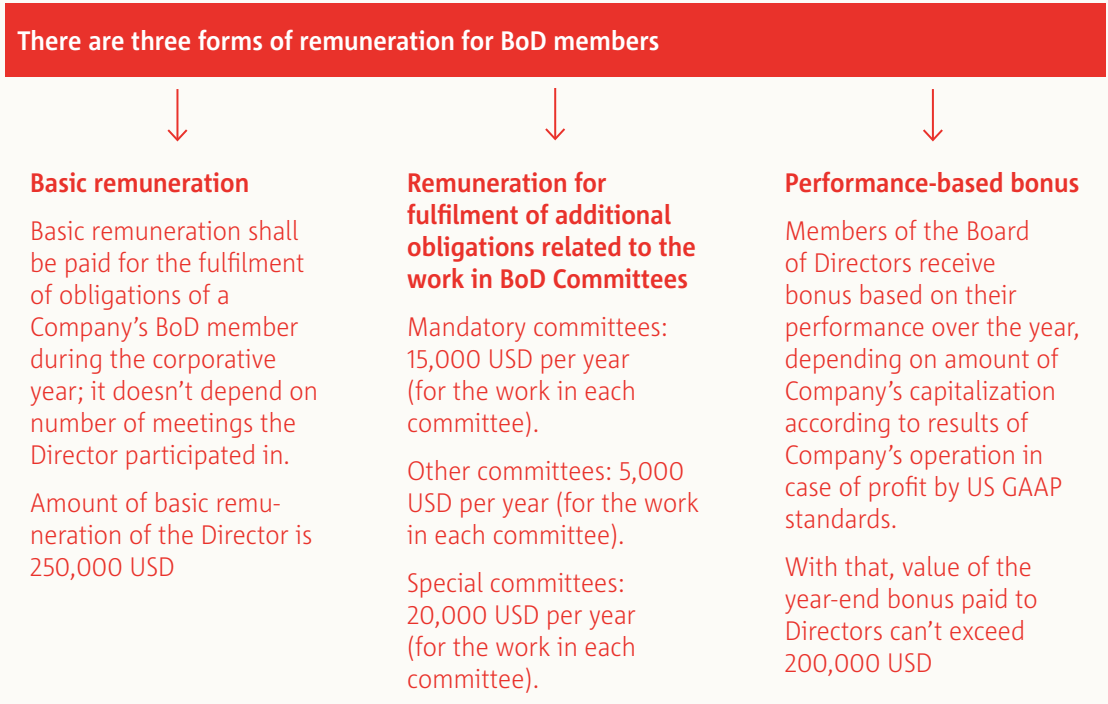 There are three forms of remuneration for BoD members
Basic remuneration
Basic remuneration shall
be paid for the fulfilment
of obligations of a
Company's BoD member
during the corporative
year; it doesn't depend on
number of meetings the
Director participated in.
Amount of basic remu-
neration of the Director is
250,000 USD
Remuneration for
fulfilment of additional
obligations related to the
work in BoD Committees
Mandatory committees:
15,000 USD per year
(for the work in each
committee).
Other committees: 5,000
USD per year (for the work
in each committee).
Special committees:
20,000 USD per year
(for the work in each
committee).
Performance-based bonus
Members of the Board
of Directors receive
bonus based on their
performance over the year,
depending on amount of
Company's capitalization
according to results of
Company's operation in
case of profit by US GAAP
standards.
With that, value of the
year-end bonus paid to
Directors can't exceed
200,000 USD